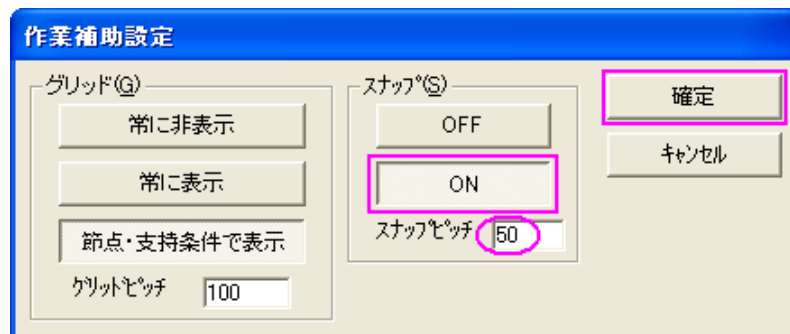 作業補助設定
グリッド(G)
常に非表示
常に表示
節点・支持条件で表示
グリッドピッチ 100
スナップ(S)
OFF
ON
スナップピッチ 50
確定
キャンセル